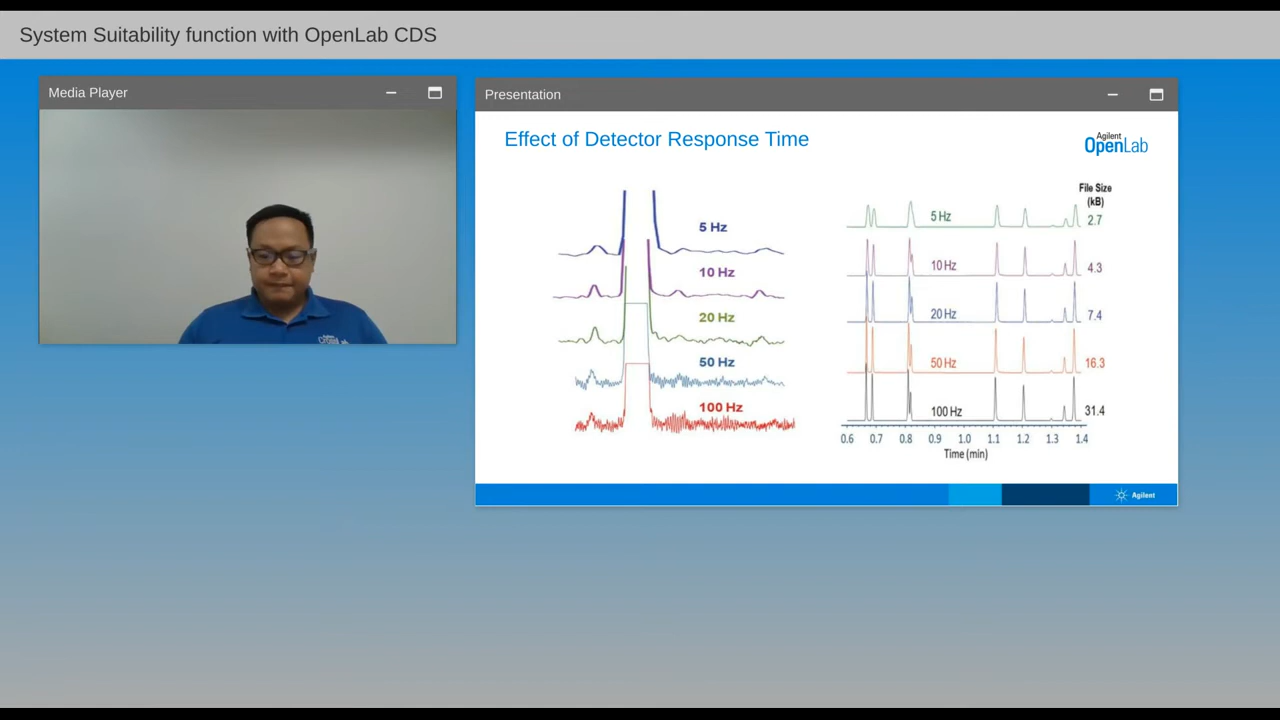 System Suitability function with OpenLab CDS
Media Player
Presentation
Effect of Detector Response Time
Agilent
OpenLab
5 Hz
10 Hz
20 Hz
50 Hz
100 Hz
File Size
(kB)
5 Hz 2.7
10 Hz 4.3
20 Hz 7.4
50 Hz 16.3
100 Hz 31.4
0.6 0.7 0.8 0.9 1.0 1.1 1.2 1.3 1.4
Time (min)
Agilent